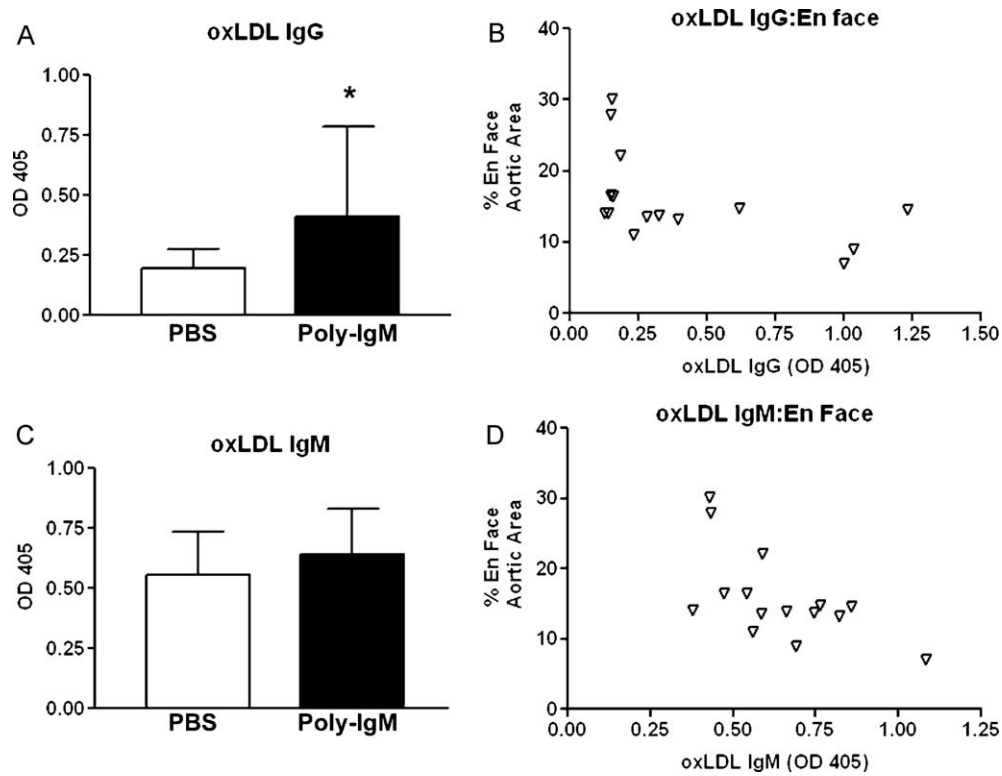 A
oxLDL IgG
1.00
0.75
0.50
0.25
0.00
OD 405
*
PBS
Poly-IgM
B
oxLDL IgG:En face
40
30
20
10
0
% En Face
Aortic Area
0.00 0.25 0.50 0.75 1.00 1.25 1.50
oxLDL IgG (OD 405)
C
oxLDL IgM
1.00
0.75
0.50
0.25
0.00
OD 405
PBS
Poly-IgM
D
oxLDL IgM:En Face
40
30
20
10
0
% En Face
Aortic Area
0.00 0.25 0.50 0.75 1.00 1.25
oxLDL IgM (OD 405)